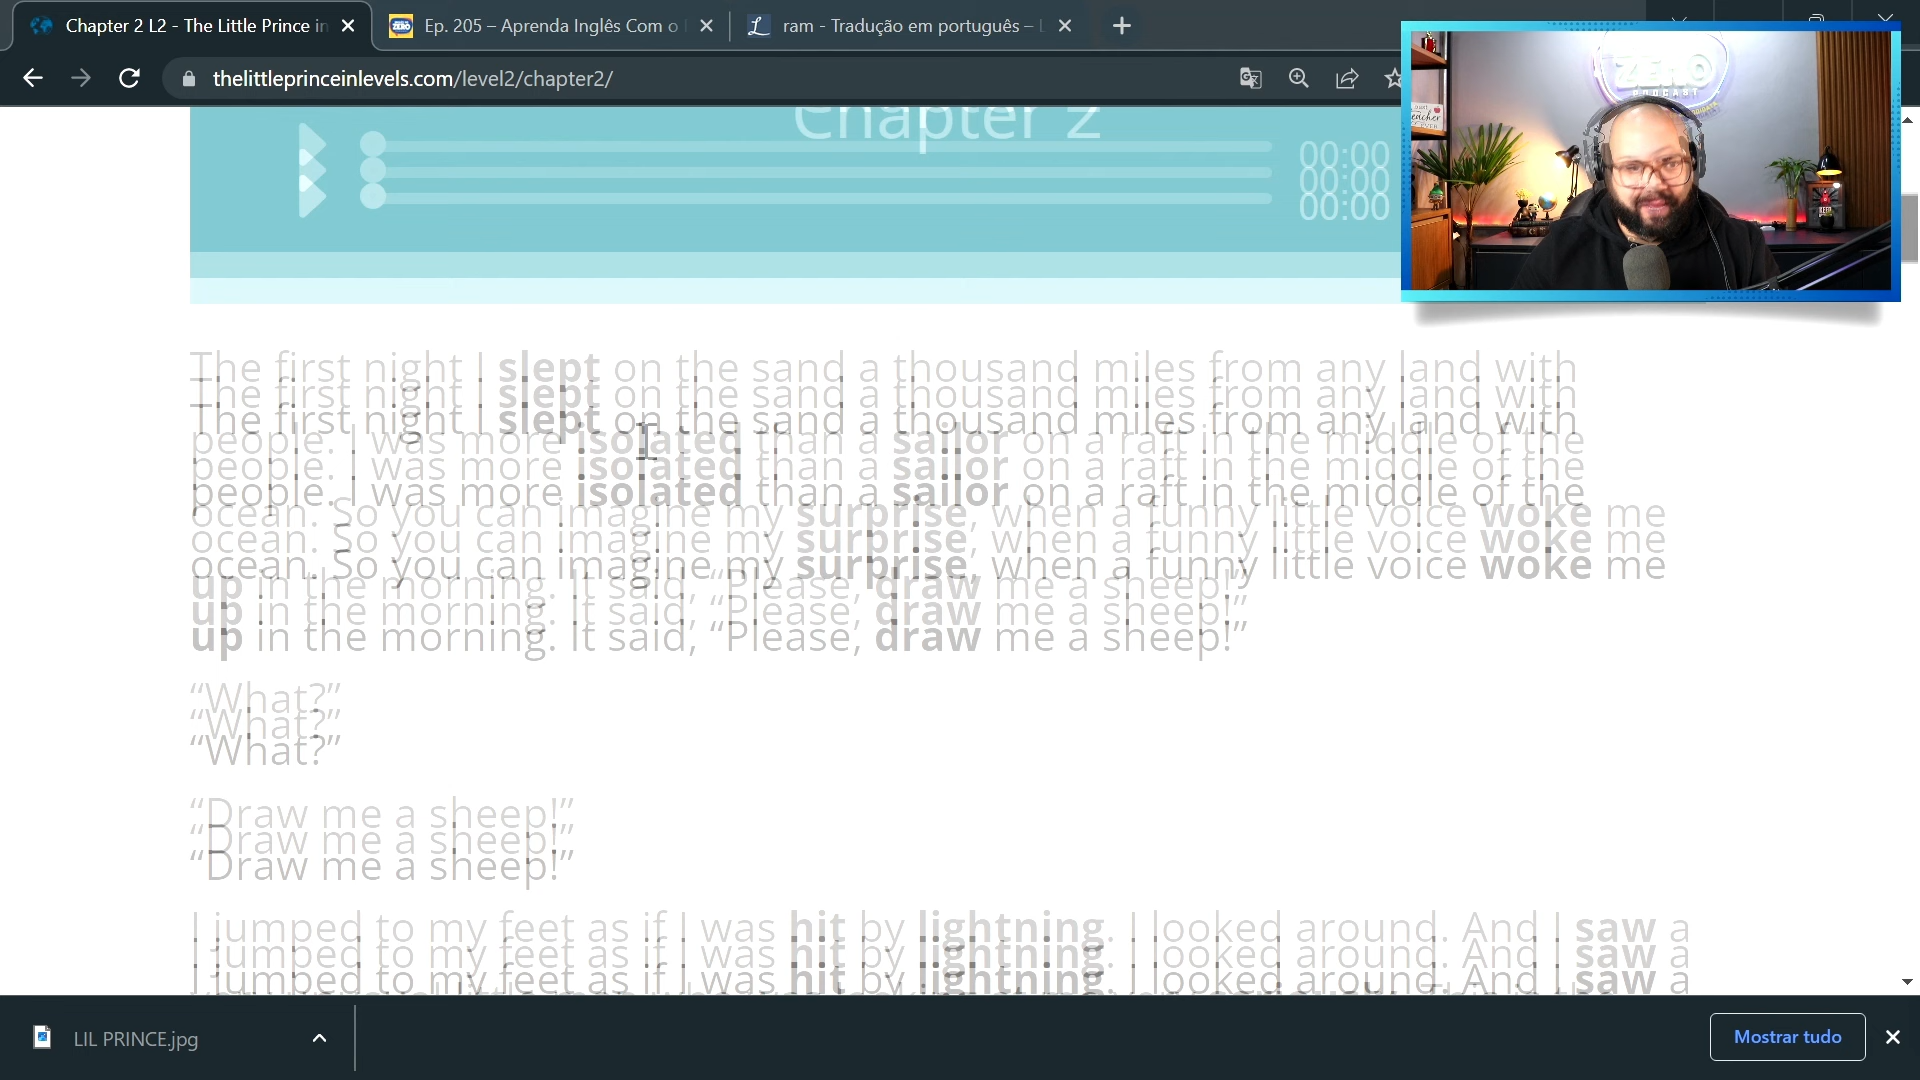 Chapter 2 L2 - The Little Prince in
Ep. 205 – Aprenda Inglês Com o
ram - Tradução em português –
thelittleprinceinlevels.com/level2/chapter2/
Chapter 2
00:00
00:00
00:00
ZERO
PODCAST
The first night I slept on the sand a thousand miles from any land with
people. I was more isolated than a sailor on a raft in the middle of the
ocean. So you can imagine my surprise, when a funny little voice woke me
up in the morning. It said, “Please, draw me a sheep!”
“What?”
“Draw me a sheep!”
I jumped to my feet as if I was hit by lightning. I looked around. And I saw a
LIL PRINCE.jpg
Mostrar tudo